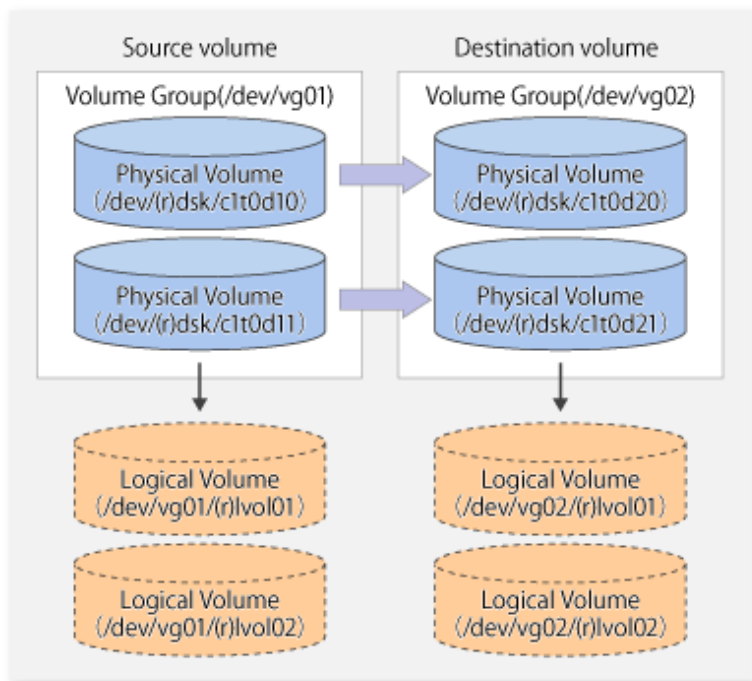 Source volume
Destination volume
Volume Group(/dev/vg01)
Volume Group(/dev/vg02)
Physical Volume
(/dev/(r)dsk/c1t0d10)
Physical Volume
(/dev/(r)dsk/c1t0d20)
Physical Volume
(/dev/(r)dsk/c1t0d11)
Physical Volume
(/dev/(r)dsk/c1t0d21)
Logical Volume
(/dev/vg01/(r)lvol01)
Logical Volume
(/dev/vg02/(r)lvol01)
Logical Volume
(/dev/vg01/(r)lvol02)
Logical Volume
(/dev/vg02/(r)lvol02)